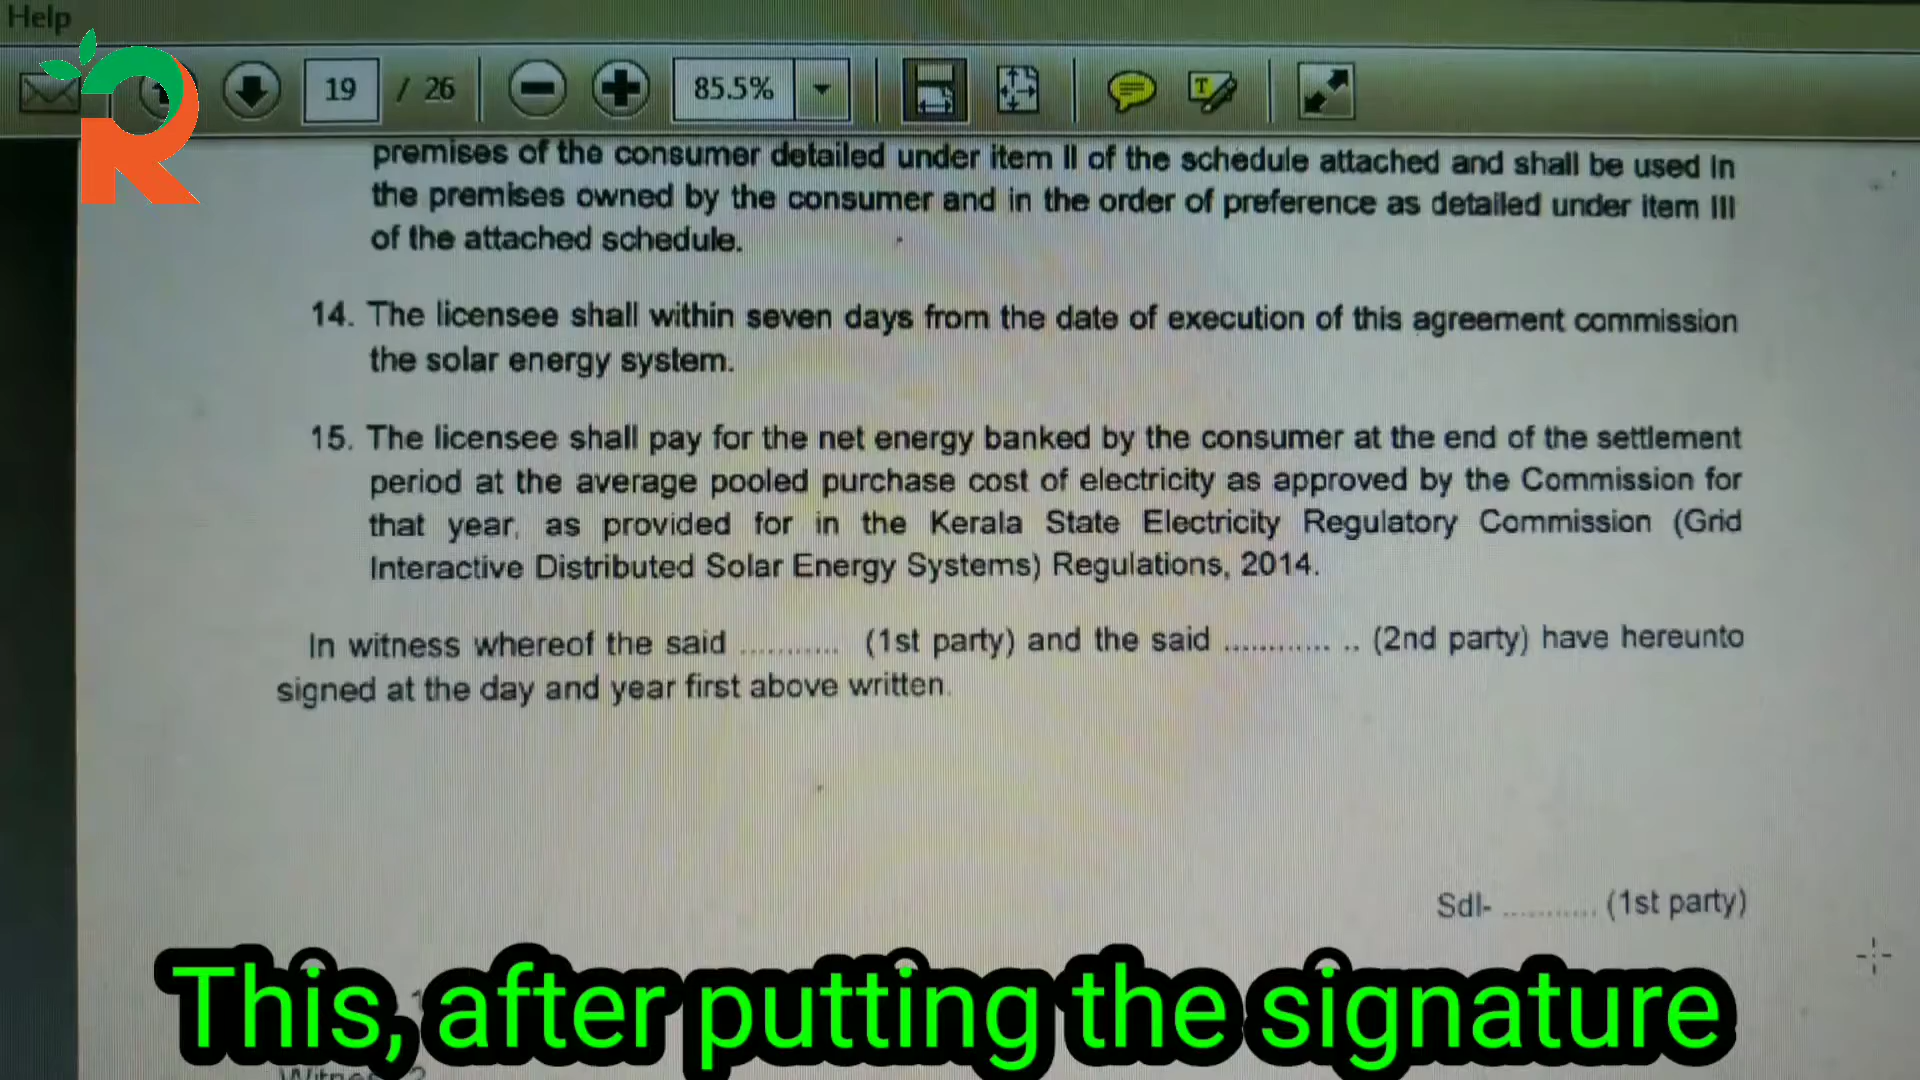 Help
19 / 26
85.5%
premises of the consumer detailed under item II of the schedule attached and shall be used in
the premises owned by the consumer and in the order of preference as detailed under item III
of the attached schedule.
14. The licensee shall within seven days from the date of execution of this agreement commission
the solar energy system.
15. The licensee shall pay for the net energy banked by the consumer at the end of the settlement
period at the average pooled purchase cost of electricity as approved by the Commission for
that year, as provided for in the Kerala State Electricity Regulatory Commission (Grid
Interactive Distributed Solar Energy Systems) Regulations, 2014.
In witness whereof the said ........... (1st party) and the said ............ .. (2nd party) have hereunto
signed at the day and year first above written.
Sdl- ........... (1st party)
This, after putting the signature